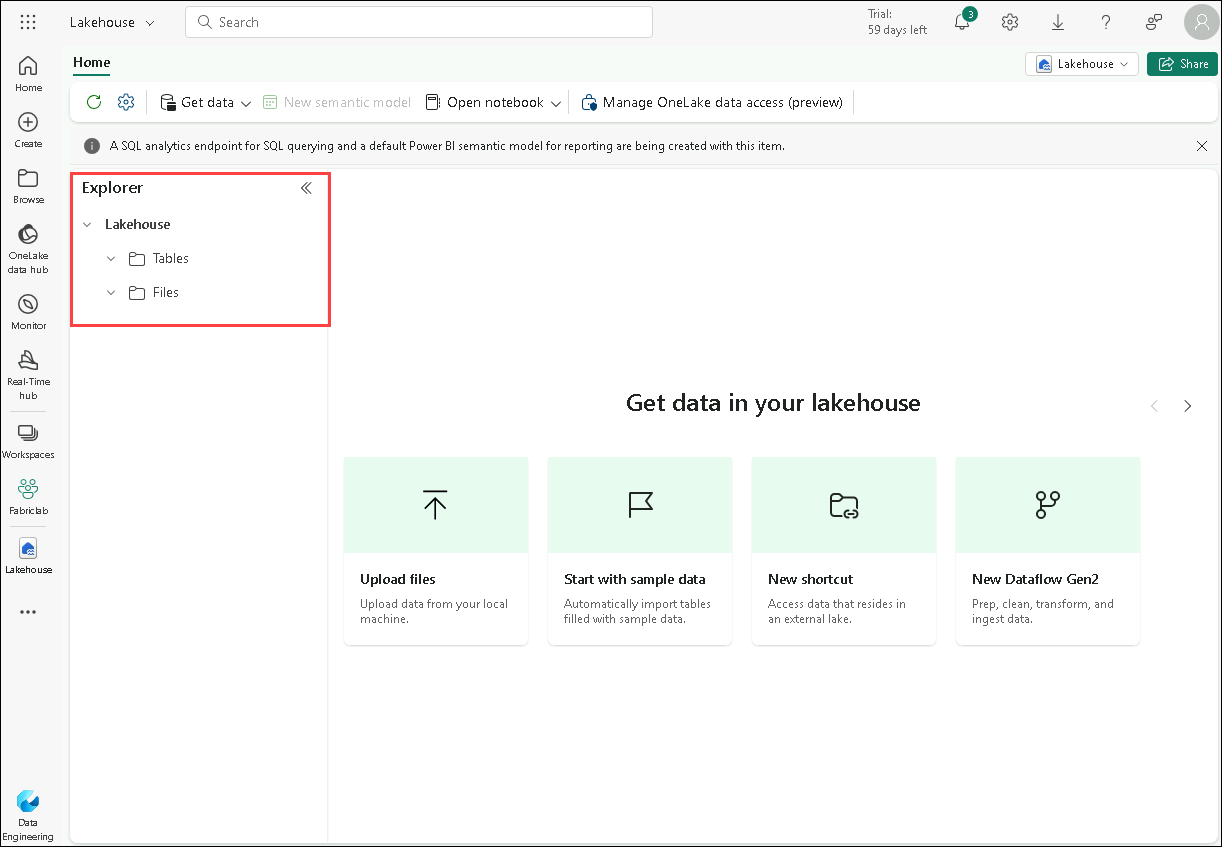 Lakehouse
Search
Trial:
59 days left
3
Home
Lakehouse
Share
Get data
New semantic model
Open notebook
Manage OneLake data access (preview)
A SQL analytics endpoint for SQL querying and a default Power BI semantic model for reporting are being created with this item.
Home
Create
Browse
OneLake
data hub
Monitor
Real-Time
hub
Workspaces
Fabriclab
Lakehouse
Data
Engineering
Explorer
Lakehouse
Tables
Files
Get data in your lakehouse
Upload files
Upload data from your local
machine.
Start with sample data
Automatically import tables
filled with sample data.
New shortcut
Access data that resides in
an external lake.
New Dataflow Gen2
Prep, clean, transform, and
ingest data.